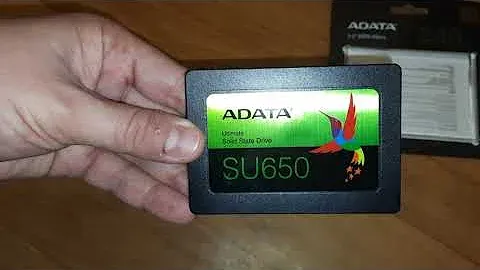 ADATA
ADATA
Ultimate
Solid State Drive
SU650